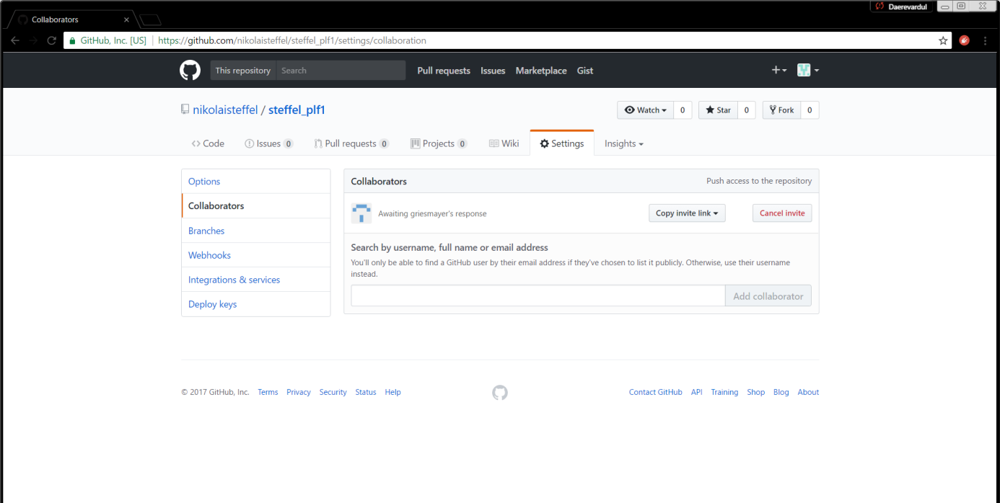 Daerevardul
Collaborators
GitHub, Inc. [US] | https://github.com/nikolaisteffel/steffel_plf1/settings/collaboration
This repository Search Pull requests Issues Marketplace Gist
nikolaisteffel / steffel_plf1 Watch 0 Star 0 Fork 0
Code Issues 0 Pull requests 0 Projects 0 Wiki Settings Insights
Options
Collaborators
Branches
Webhooks
Integrations & services
Deploy keys
Collaborators Push access to the repository
Awaiting griesmayer's response Copy invite link Cancel invite
Search by username, full name or email address
You'll only be able to find a GitHub user by their email address if they've chosen to list it publicly. Otherwise, use their username
instead.
Add collaborator
© 2017 GitHub, Inc. Terms Privacy Security Status Help Contact GitHub API Training Shop Blog About